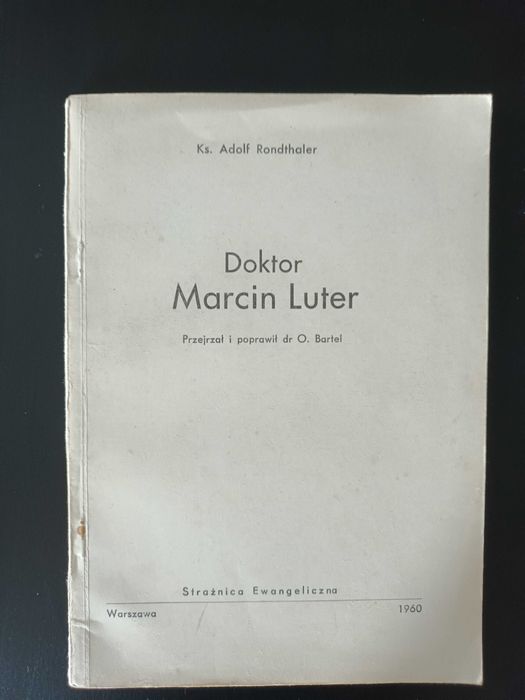 Ks. Adolf Rondthaler
Doktor
Marcin Luter
Przejrzał i poprawił dr O. Bartel
Strażnica Ewangeliczna
Warszawa 1960